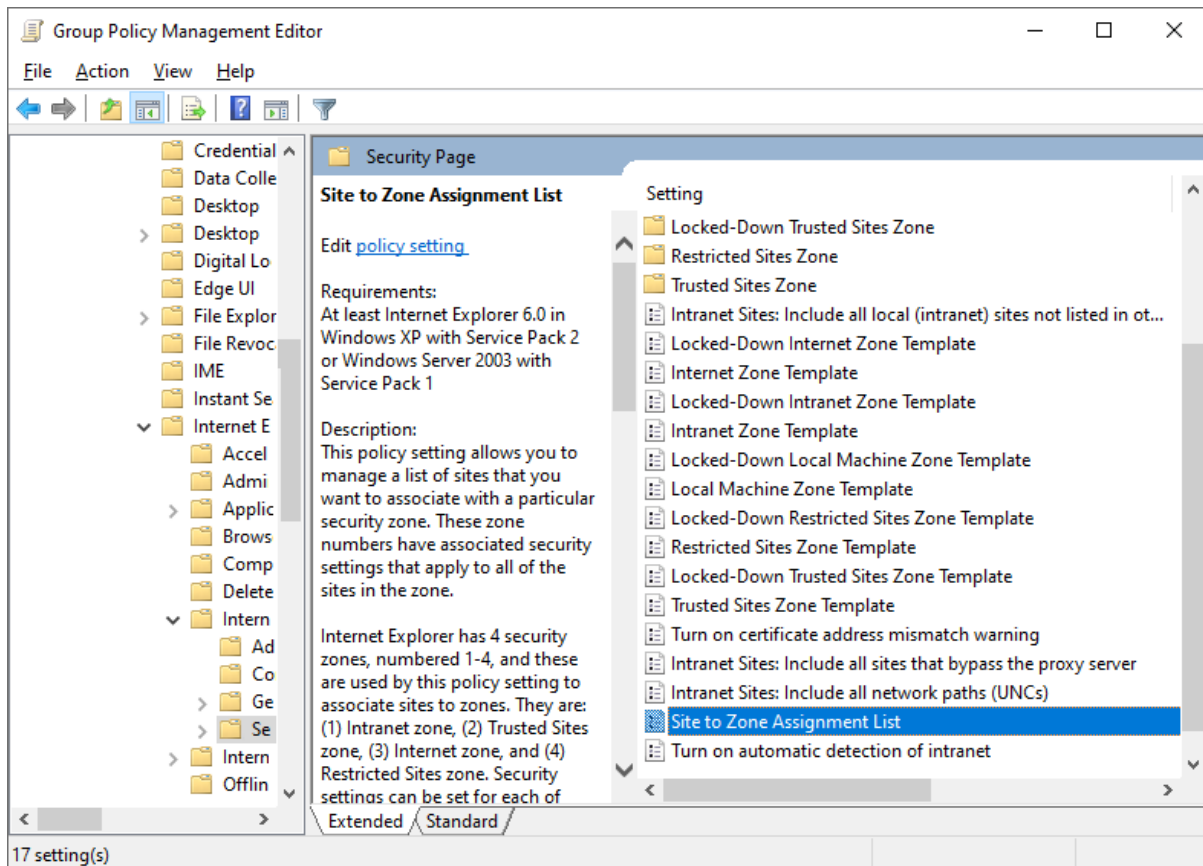 Group Policy Management Editor
File Action View Help
Credential
Data Colle
Desktop
Desktop
Digital Lo
Edge UI
File Explor
File Revoc
IME
Instant Se
Internet E
Accel
Admi
Applic
Brows
Comp
Delete
Intern
Ad
Co
Ge
Se
Intern
Offlin
Security Page
Site to Zone Assignment List
Edit policy setting
Requirements:
At least Internet Explorer 6.0 in
Windows XP with Service Pack 2
or Windows Server 2003 with
Service Pack 1
Description:
This policy setting allows you to
manage a list of sites that you
want to associate with a particular
security zone. These zone
numbers have associated security
settings that apply to all of the
sites in the zone.
Internet Explorer has 4 security
zones, numbered 1-4, and these
are used by this policy setting to
associate sites to zones. They are:
(1) Intranet zone, (2) Trusted Sites
zone, (3) Internet zone, and (4)
Restricted Sites zone. Security
settings can be set for each of
Setting
Locked-Down Trusted Sites Zone
Restricted Sites Zone
Trusted Sites Zone
Intranet Sites: Include all local (intranet) sites not listed in ot...
Locked-Down Internet Zone Template
Internet Zone Template
Locked-Down Intranet Zone Template
Intranet Zone Template
Locked-Down Local Machine Zone Template
Local Machine Zone Template
Locked-Down Restricted Sites Zone Template
Restricted Sites Zone Template
Locked-Down Trusted Sites Zone Template
Trusted Sites Zone Template
Turn on certificate address mismatch warning
Intranet Sites: Include all sites that bypass the proxy server
Intranet Sites: Include all network paths (UNCs)
Site to Zone Assignment List
Turn on automatic detection of intranet
Extended Standard
17 setting(s)